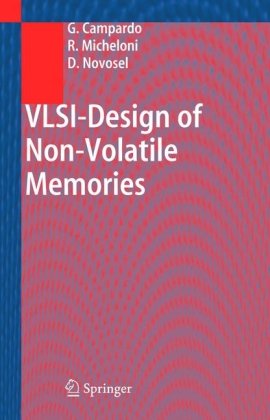 G. Campardo
R. Micheloni
D. Novosel
VLSI-Design of
Non-Volatile
Memories
Springer